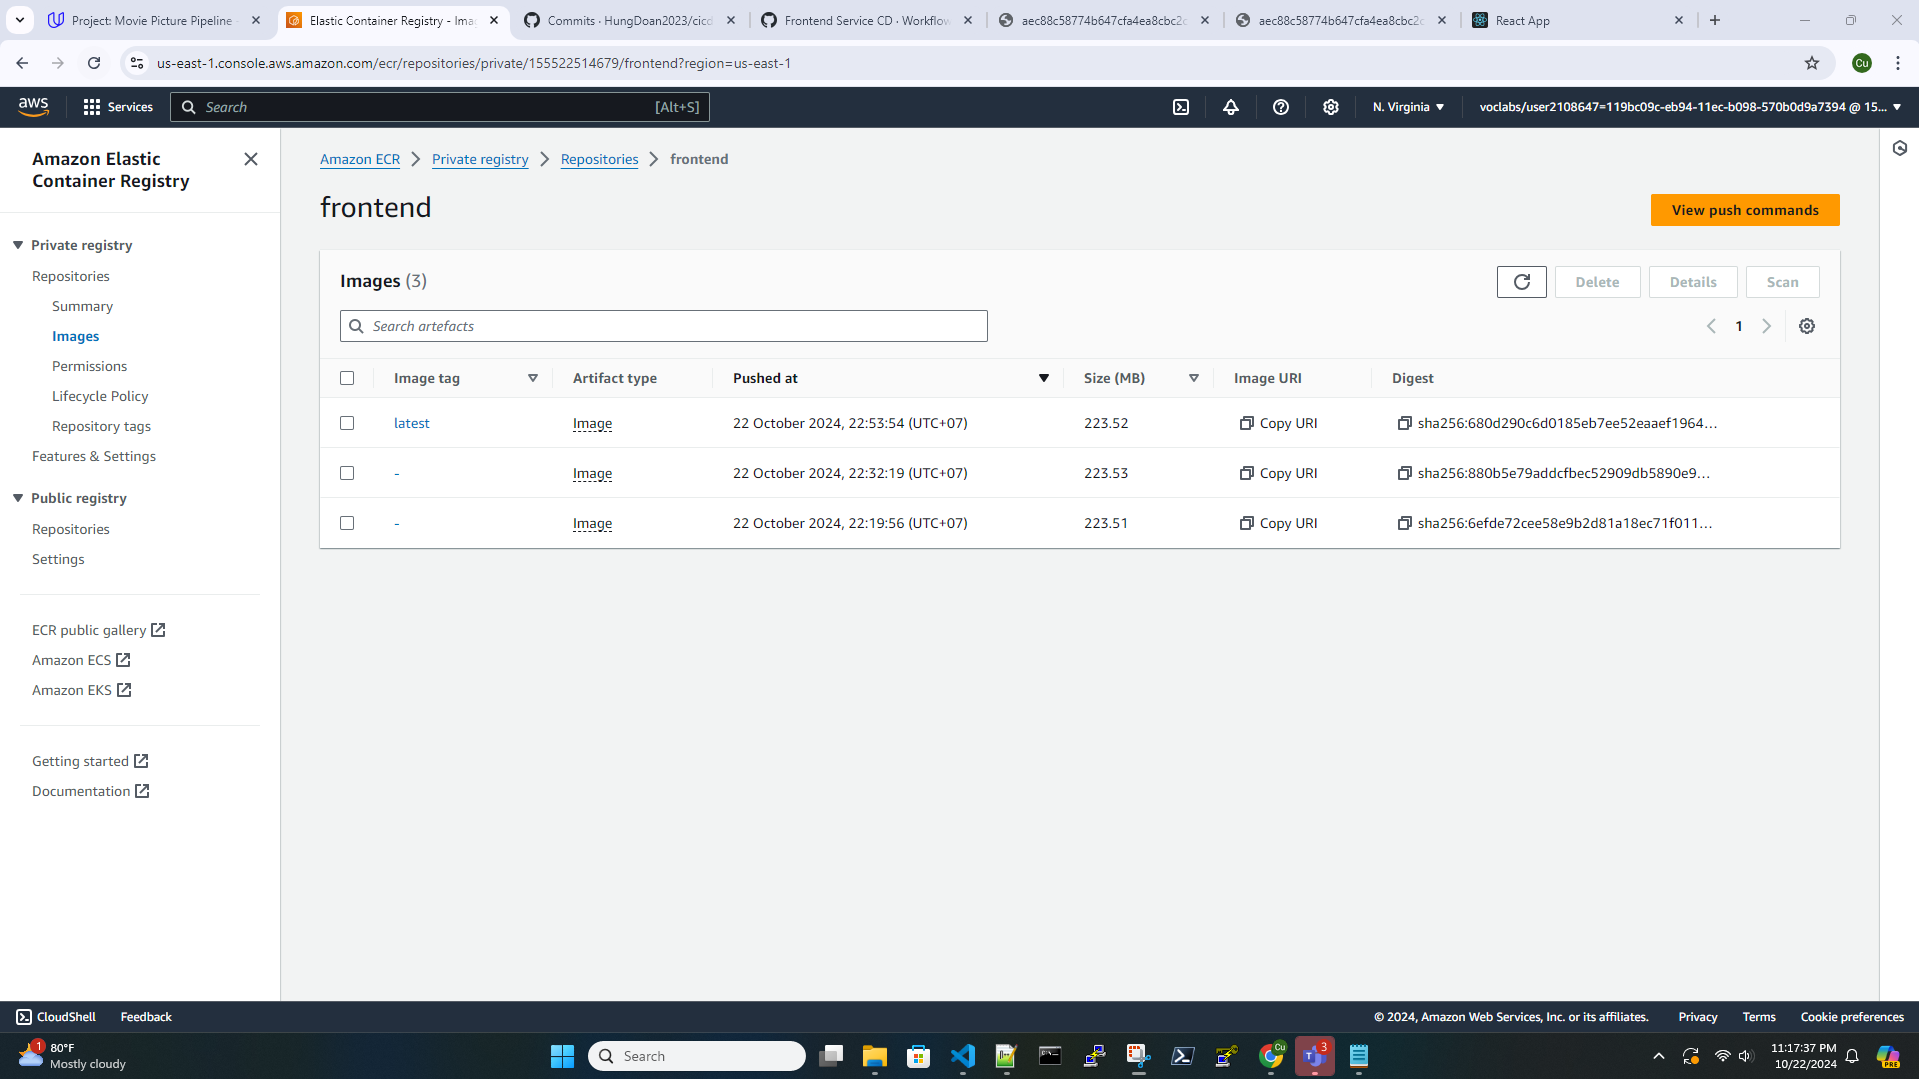 Project: Movie Picture Pipeline -
Elastic Container Registry - Ima
Commits · HungDoan2023/cicd
Frontend Service CD · Workflow
aec88c58774b647cfa4ea8cbc2c
aec88c58774b647cfa4ea8cbc2c
React App
us-east-1.console.aws.amazon.com/ecr/repositories/private/155522514679/frontend?region=us-east-1
Cu
aws
Services
Search
[Alt+S]
N. Virginia
voclabs/user2108647=119bc09c-eb94-11ec-b098-570b0d9a7394 @ 15...
Amazon Elastic
Container Registry
Private registry
Repositories
Summary
Images
Permissions
Lifecycle Policy
Repository tags
Features & Settings
Public registry
Repositories
Settings
ECR public gallery
Amazon ECS
Amazon EKS
Getting started
Documentation
Amazon ECR
Private registry
Repositories
frontend
frontend
View push commands
Images (3)
Delete
Details
Scan
Search artefacts
1
Image tag
Artifact type
Pushed at
Size (MB)
Image URI
Digest
latest
Image
22 October 2024, 22:53:54 (UTC+07)
223.52
Copy URI
sha256:680d290c6d0185eb7ee52eaaef1964...
-
Image
22 October 2024, 22:32:19 (UTC+07)
223.53
Copy URI
sha256:880b5e79addcfbec52909db5890e9...
-
Image
22 October 2024, 22:19:56 (UTC+07)
223.51
Copy URI
sha256:6efde72cee58e9b2d81a18ec71f011...
CloudShell
Feedback
© 2024, Amazon Web Services, Inc. or its affiliates.
Privacy
Terms
Cookie preferences
1
80°F
Mostly cloudy
Search
Cu
3
11:17:37 PM
10/22/2024
PRE